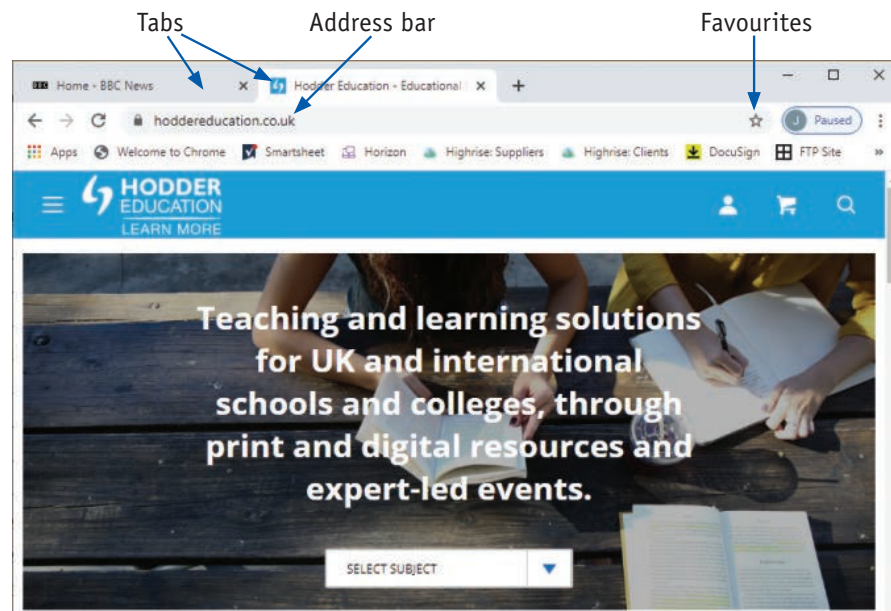 Tabs Address bar Favourites
BBC Home - BBC News Hodder Education - Educational
hoddereducation.co.uk J Paused
Apps Welcome to Chrome Smartsheet Horizon Highrise: Suppliers Highrise: Clients DocuSign FTP Site
HODDER
EDUCATION
LEARN MORE
Teaching and learning solutions
for UK and international
schools and colleges, through
print and digital resources and
expert-led events.
SELECT SUBJECT